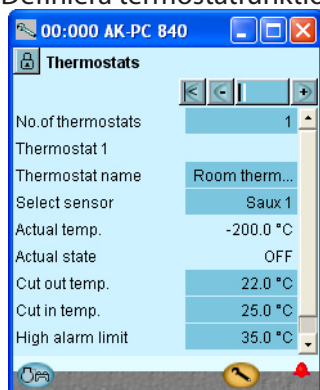 Definiera termostatfunktio
00:000 AK-PC 840
Thermostats
No.of thermostats 1
Thermostat 1
Thermostat name Room therm...
Select sensor Saux 1
Actual temp. -200.0 °C
Actual state OFF
Cut out temp. 22.0 °C
Cut in temp. 25.0 °C
High alarm limit 35.0 °C